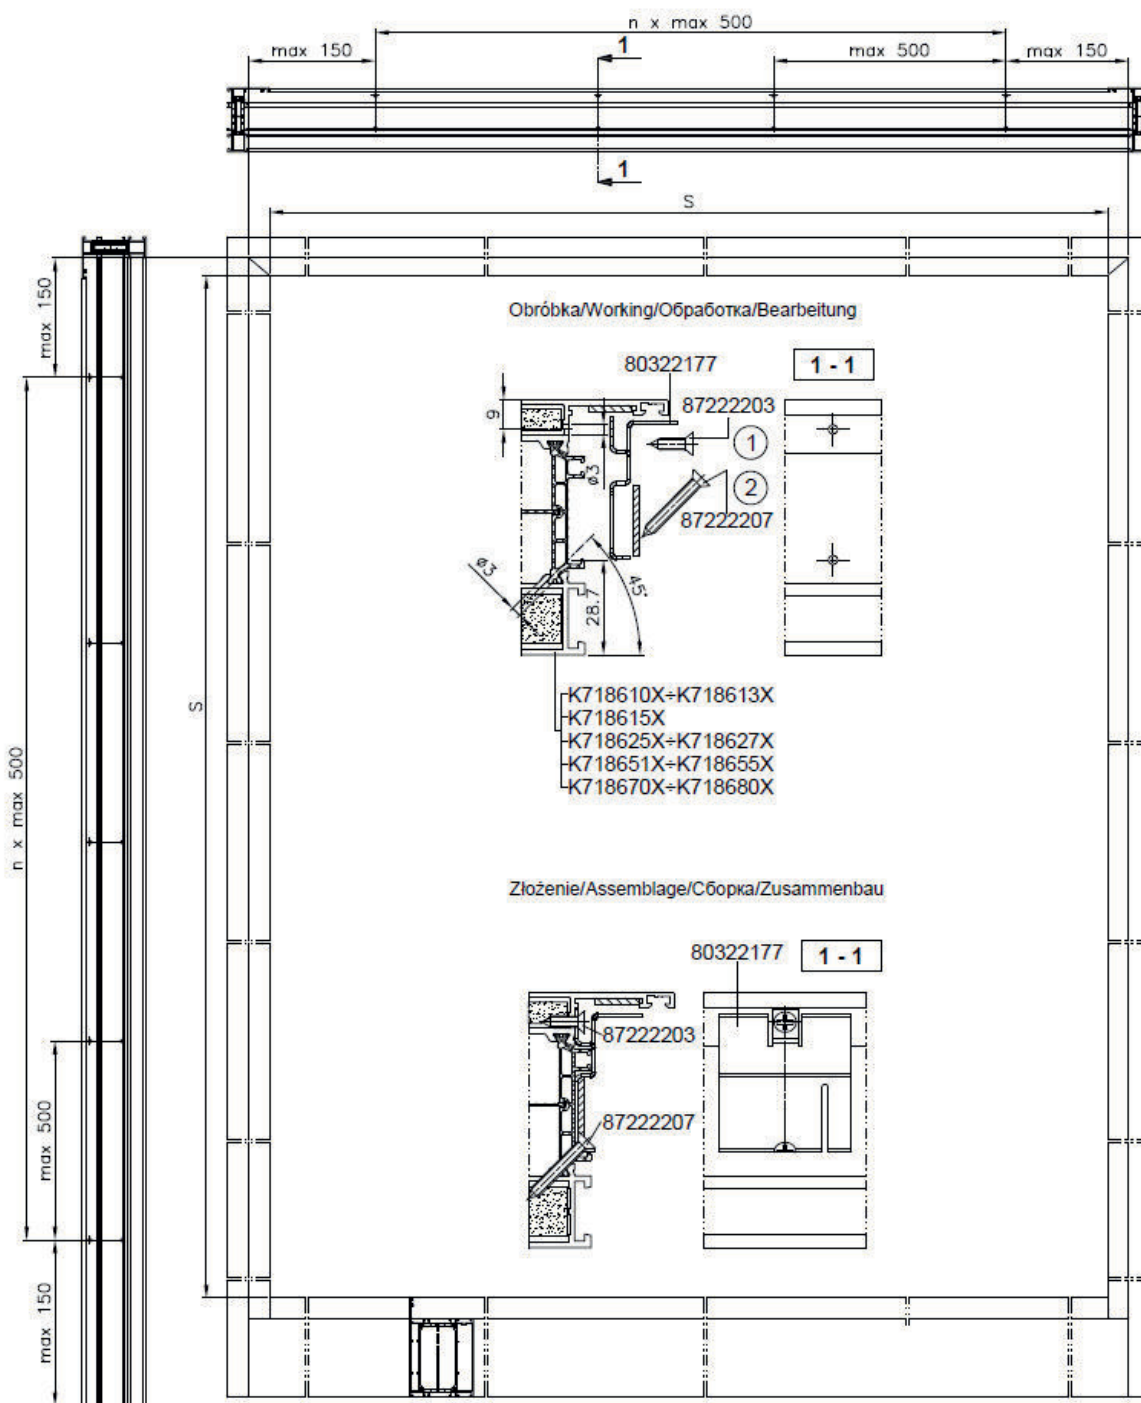 n x max 500
max 150
1
max 500
max 150
1
S
max 150
Obróbka/Working/Обработка/Bearbeitung
80322177
1 - 1
9
87222203
1
ø3
2
87222207
ø3
45°
28.7
K718610X÷K718613X
K718615X
K718625X÷K718627X
K718651X÷K718655X
K718670X÷K718680X
S
n x max 500
Złożenie/Assemblage/Сборка/Zusammenbau
80322177
1 - 1
87222203
87222207
max 500
max 150